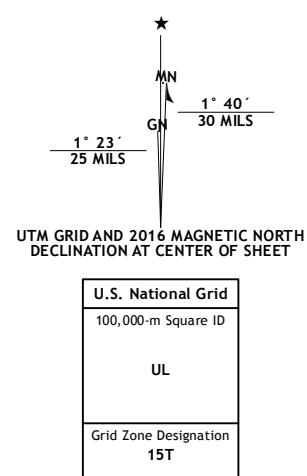 MN
1° 40´
30 MILS
GN
1° 23´
25 MILS
UTM GRID AND 2016 MAGNETIC NORTH
DECLINATION AT CENTER OF SHEET
U.S. National Grid
100,000-m Square ID
UL
Grid Zone Designation
15T